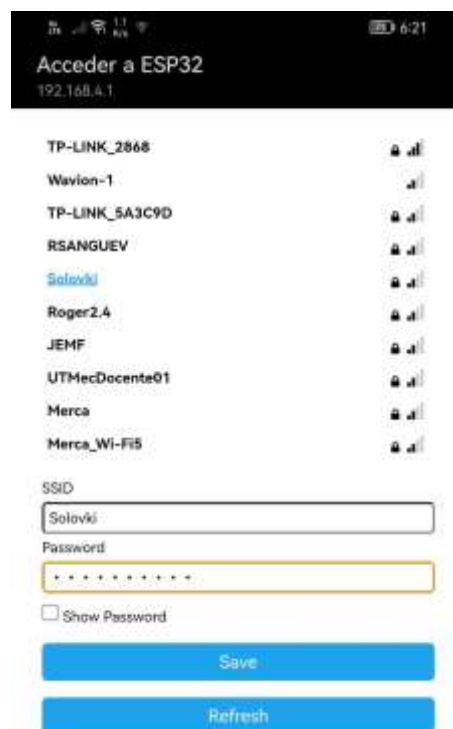 6:21
Acceder a ESP32
192.168.4.1
TP-LINK_2868
Wavion-1
TP-LINK_5A3C9D
RSANGUEV
Solovki
Roger2.4
JEMF
UTMecDocente01
Merca
Merca_Wi-Fi5
SSID
Solovki
Password
Show Password
Save
Refresh